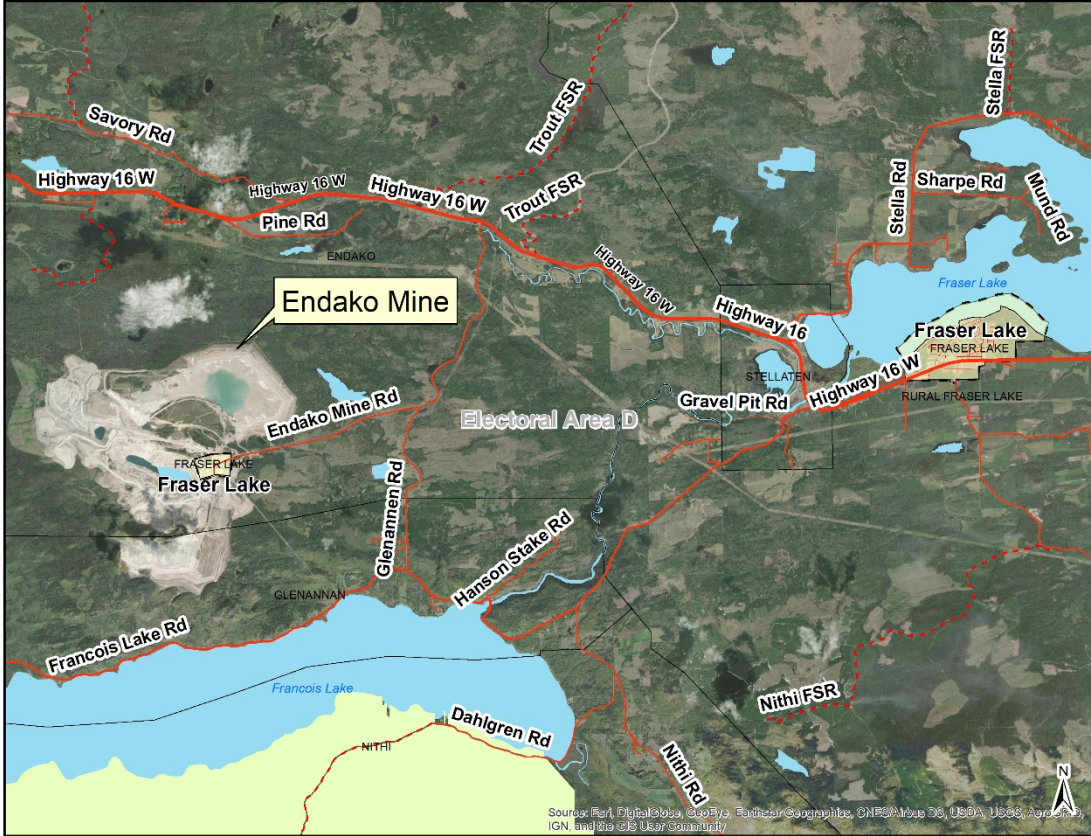 Stella FSR
Savory Rd
Trout FSR
Highway 16 W
Highway 16 W
Highway 16 W
Trout FSR
Sharpe Rd
Stella Rd
Mund Rd
Pine Rd
ENDAKO
Highway 16 W
Fraser Lake
Endako Mine
Highway 16
Fraser Lake
FRASER LAKE
STELLATEN
Highway 16 W
Gravel Pit Rd
RURAL FRASER LAKE
Endako Mine Rd
Electoral Area D
FRASER LAKE
Fraser Lake
Glenannen Rd
Hanson Stake Rd
GLENANNAN
Francois Lake Rd
Francois Lake
Nithi FSR
Dahlgren Rd
NITHI
Nithi Rd
N
Source: Esri, DigitalGlobe, GeoEye, Earthstar Geographics, CNES/Airbus DS, USDA, USGS, AeroGRID,
IGN, and the GIS User Community